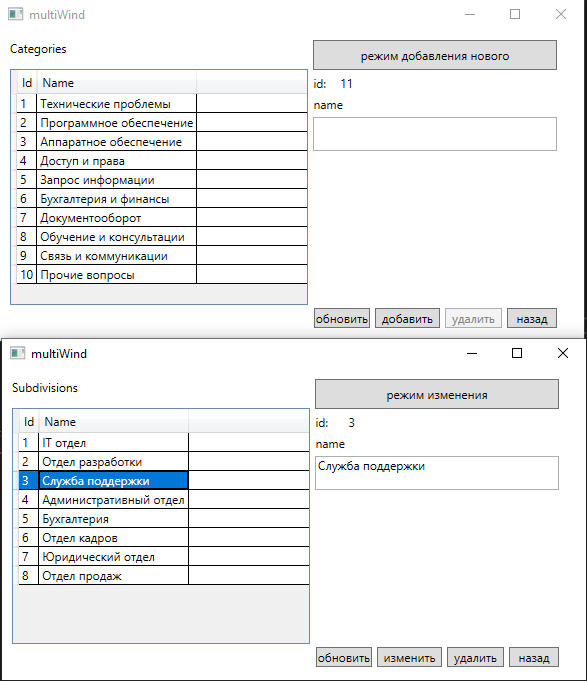 multiWind
Categories
режим добавления нового
id: 11
name
Id Name
1 Технические проблемы
2 Программное обеспечение
3 Аппаратное обеспечение
4 Доступ и права
5 Запрос информации
6 Бухгалтерия и финансы
7 Документооборот
8 Обучение и консультации
9 Связь и коммуникации
10 Прочие вопросы
обновить добавить удалить назад
multiWind
Subdivisions
режим изменения
id: 3
name
Служба поддержки
Id Name
1 IT отдел
2 Отдел разработки
3 Служба поддержки
4 Административный отдел
5 Бухгалтерия
6 Отдел кадров
7 Юридический отдел
8 Отдел продаж
обновить изменить удалить назад